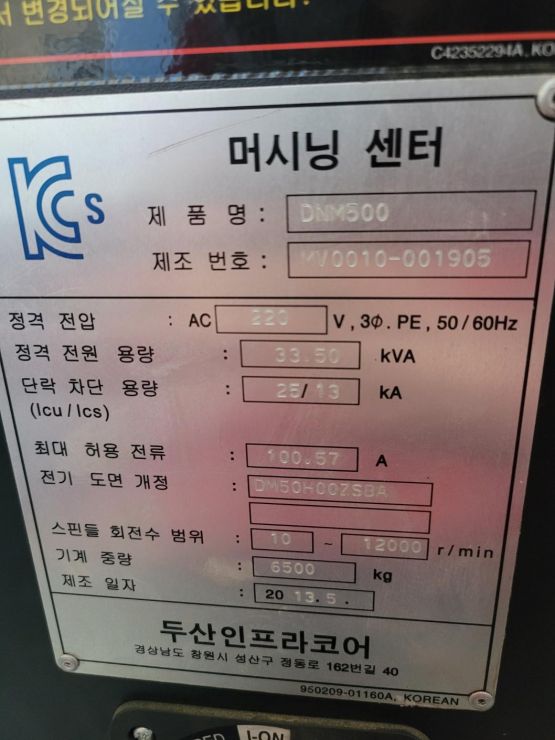 서 변경되어질 수 있습니다.
C42352294A. KO
KCs
머시닝 센터
제 품 명 : DNM500
제조 번호 : MV0010-001905
정격 전압 : AC 220 V , 3Φ . PE , 50 / 60Hz
정격 전원 용량 : 33.50 kVA
단락 차단 용량 : 25/13 kA
(Icu / Ics)
최대 허용 전류 : 100.57 A
전기 도면 개정 : DM50H00ZSBA
스핀들 회전수 범위 : 10 ~ 12000 r / min
기계 중량 : 6500 kg
제조 일자 : 20 13.5 .
두산인프라코어
경상남도 창원시 성산구 정동로 162번길 40
950209-01160A, KOREAN
I-ON